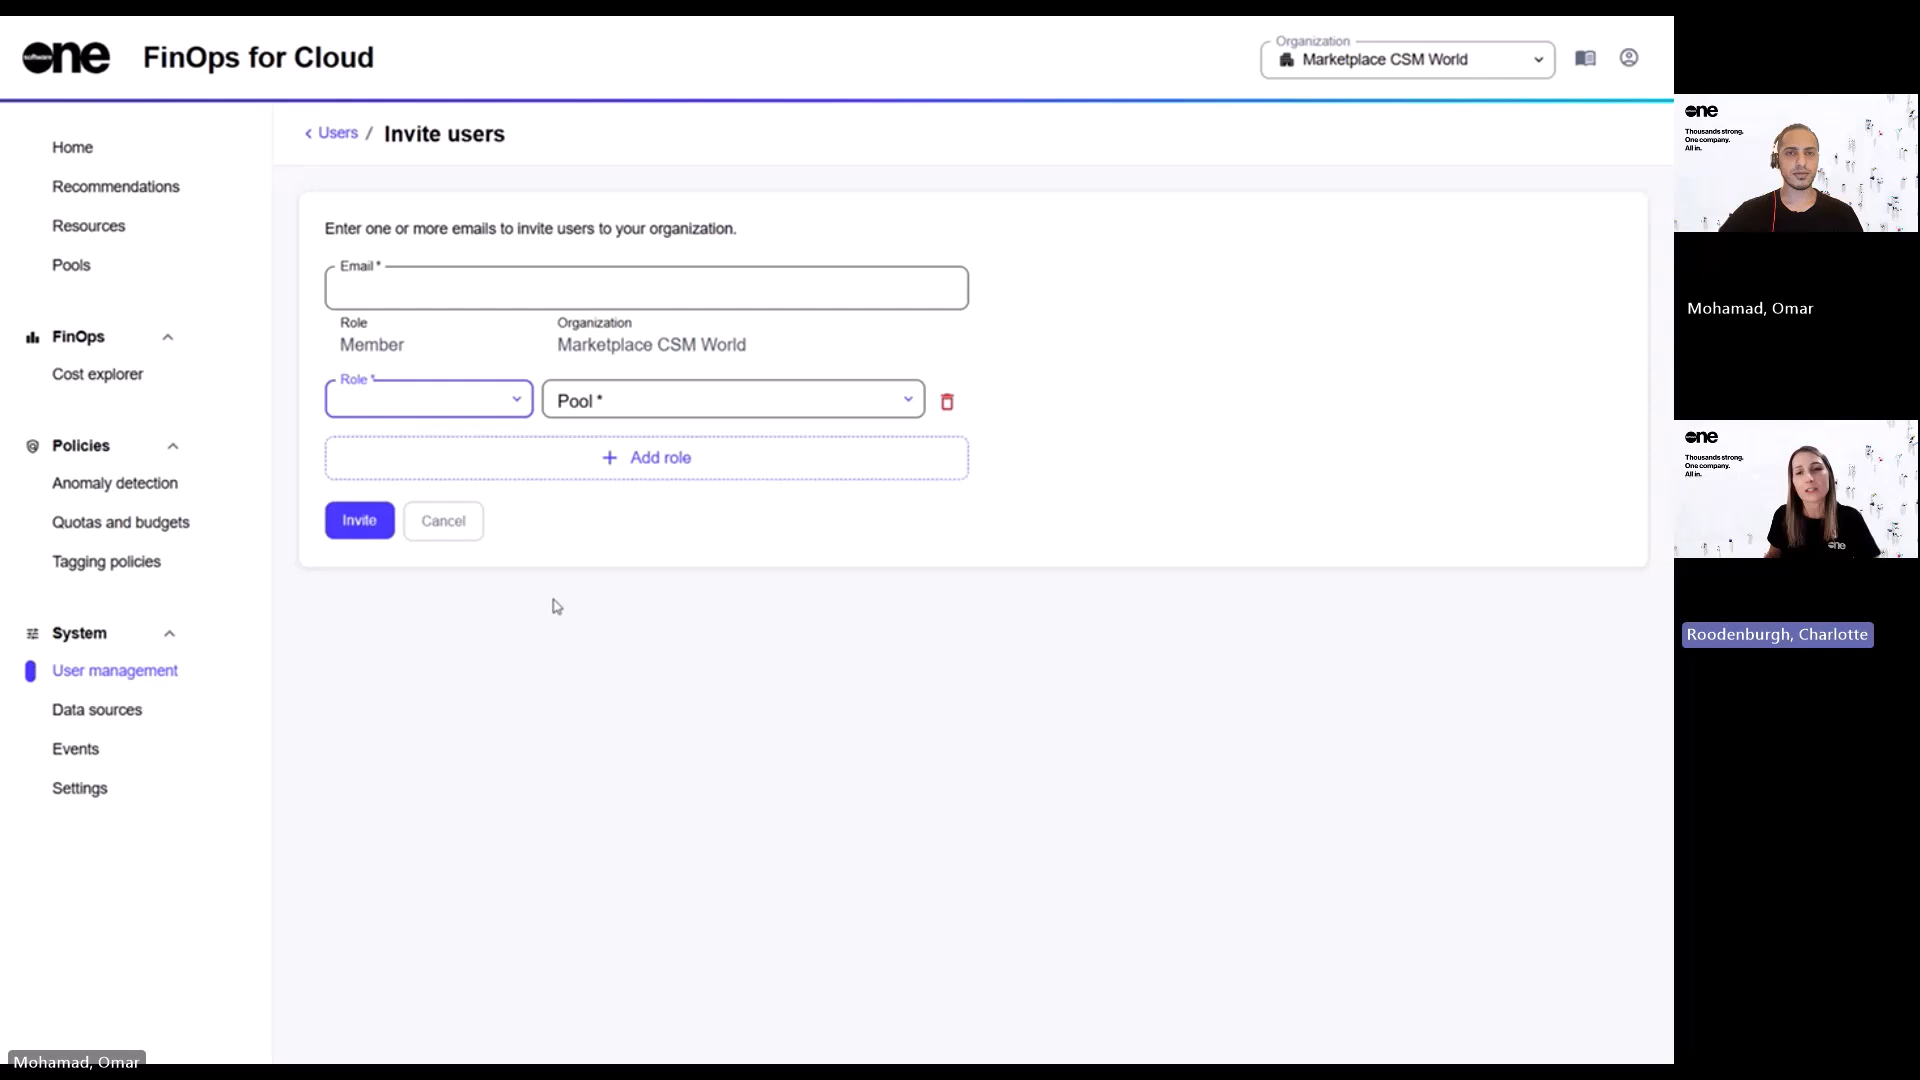 software one
FinOps for Cloud
Organization
Marketplace CSM World
Home
Recommendations
Resources
Pools
FinOps
Cost explorer
Policies
Anomaly detection
Quotas and budgets
Tagging policies
System
User management
Data sources
Events
Settings
Users / Invite users
Enter one or more emails to invite users to your organization.
Email *
Role
Organization
Member
Marketplace CSM World
Role *
Pool *
+ Add role
Invite
Cancel
one
Thousands strong.
One company.
All in.
Mohamad, Omar
one
Thousands strong.
One company.
All in.
one
Roodenburgh, Charlotte
Mohamad, Omar